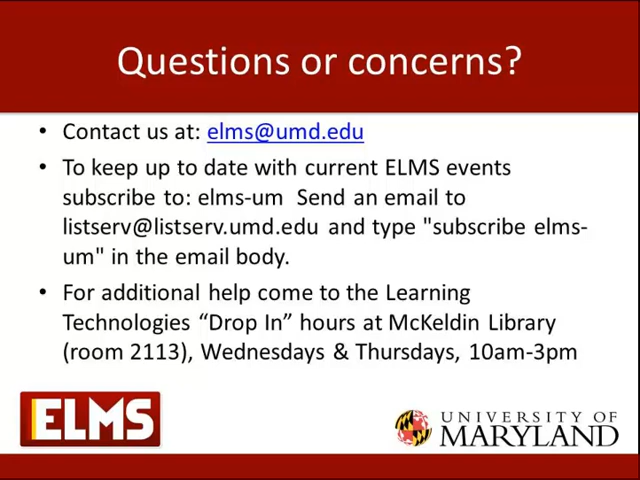 Questions or concerns?
• Contact us at: elms@umd.edu
• To keep up to date with current ELMS events
subscribe to: elms-um  Send an email to
listserv@listserv.umd.edu and type "subscribe elms-
um" in the email body.
• For additional help come to the Learning
Technologies “Drop In” hours at McKeldin Library
(room 2113), Wednesdays & Thursdays, 10am-3pm
ELMS
UNIVERSITY OF
MARYLAND